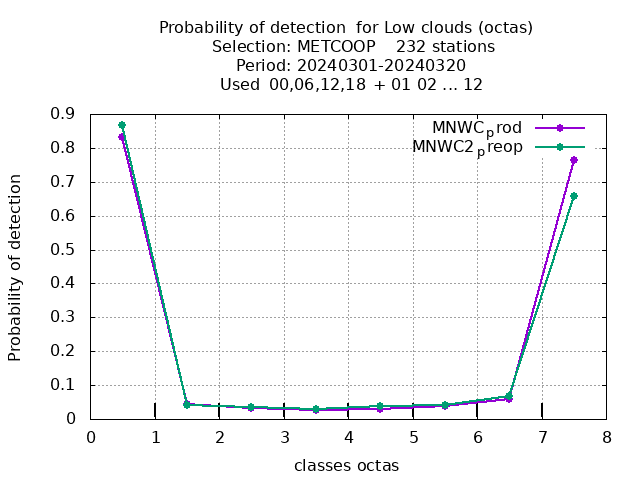 Probability of detection  for Low clouds (octas)
Selection: METCOOP    232 stations
Period: 20240301-20240320
Used  00,06,12,18  + 01 02 ... 12
MNWCprod
MNWC2preop
0.9
0.8
0.7
0.6
0.5
0.4
0.3
0.2
0.1
0
Probability of detection
0 1 2 3 4 5 6 7 8
classes octas